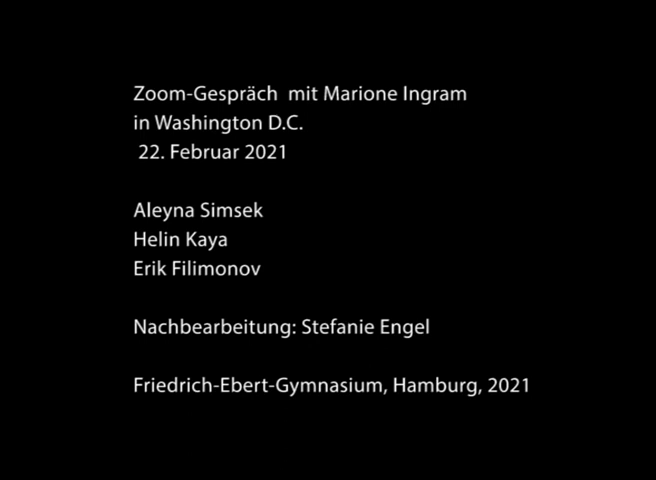 Zoom-Gespräch mit Marione Ingram
in Washington D.C.
22. Februar 2021
Aleyna Simsek
Helin Kaya
Erik Filimonov
Nachbearbeitung: Stefanie Engel
Friedrich-Ebert-Gymnasium, Hamburg, 2021